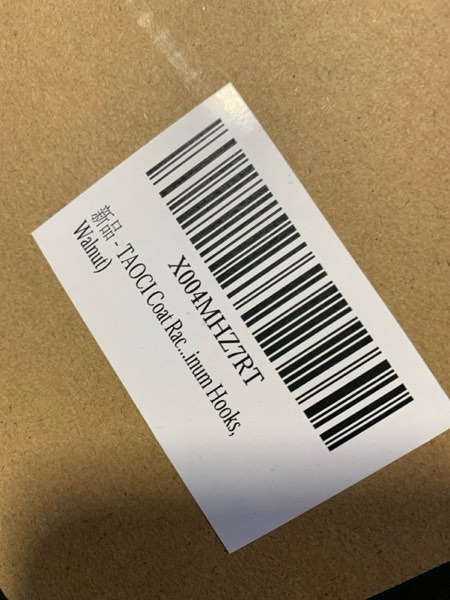 X004MHZ7RT
新品 - TAOCI Coat Rac...inum Hooks,
Walnut)